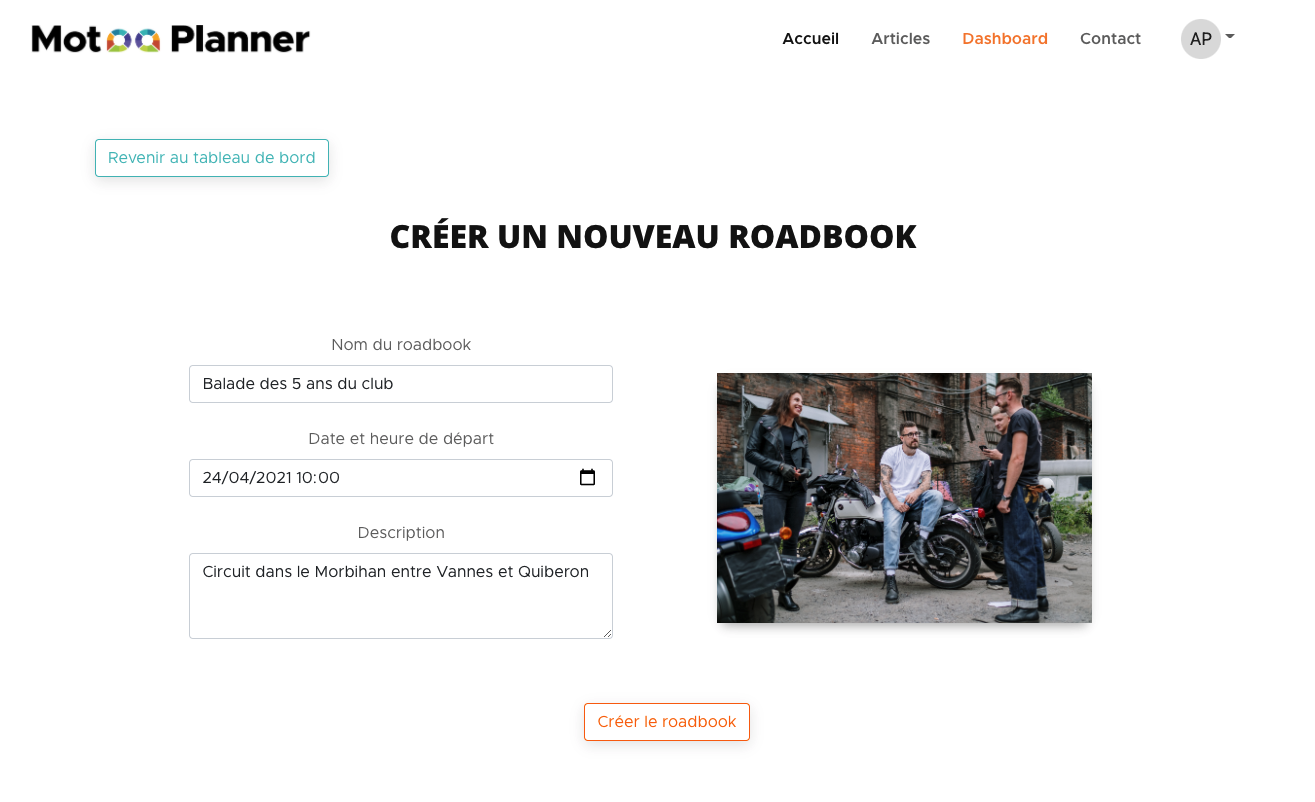 Motoo Planner
Accueil
Articles
Dashboard
Contact
AP
Revenir au tableau de bord
CRÉER UN NOUVEAU ROADBOOK
Nom du roadbook
Balade des 5 ans du club
Date et heure de départ
24/04/2021 10:00
Description
Circuit dans le Morbihan entre Vannes et Quiberon
Créer le roadbook